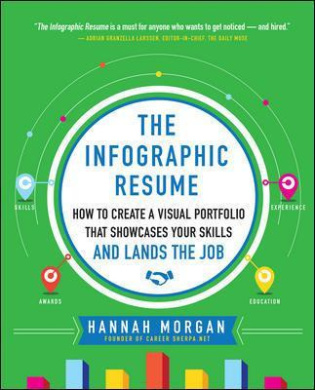 "The Infographic Resume is a must for anyone who wants to get noticed — and hired."
— ADRIAN GRANZELLA LARSSEN, EDITOR-IN-CHIEF, THE DAILY MUSE
THE
INFOGRAPHIC
RESUME
HOW TO CREATE A VISUAL PORTFOLIO
THAT SHOWCASES YOUR SKILLS
AND LANDS THE JOB
SKILLS
EXPERIENCE
AWARDS
EDUCATION
HANNAH MORGAN
FOUNDER OF CAREER SHERPA.NET